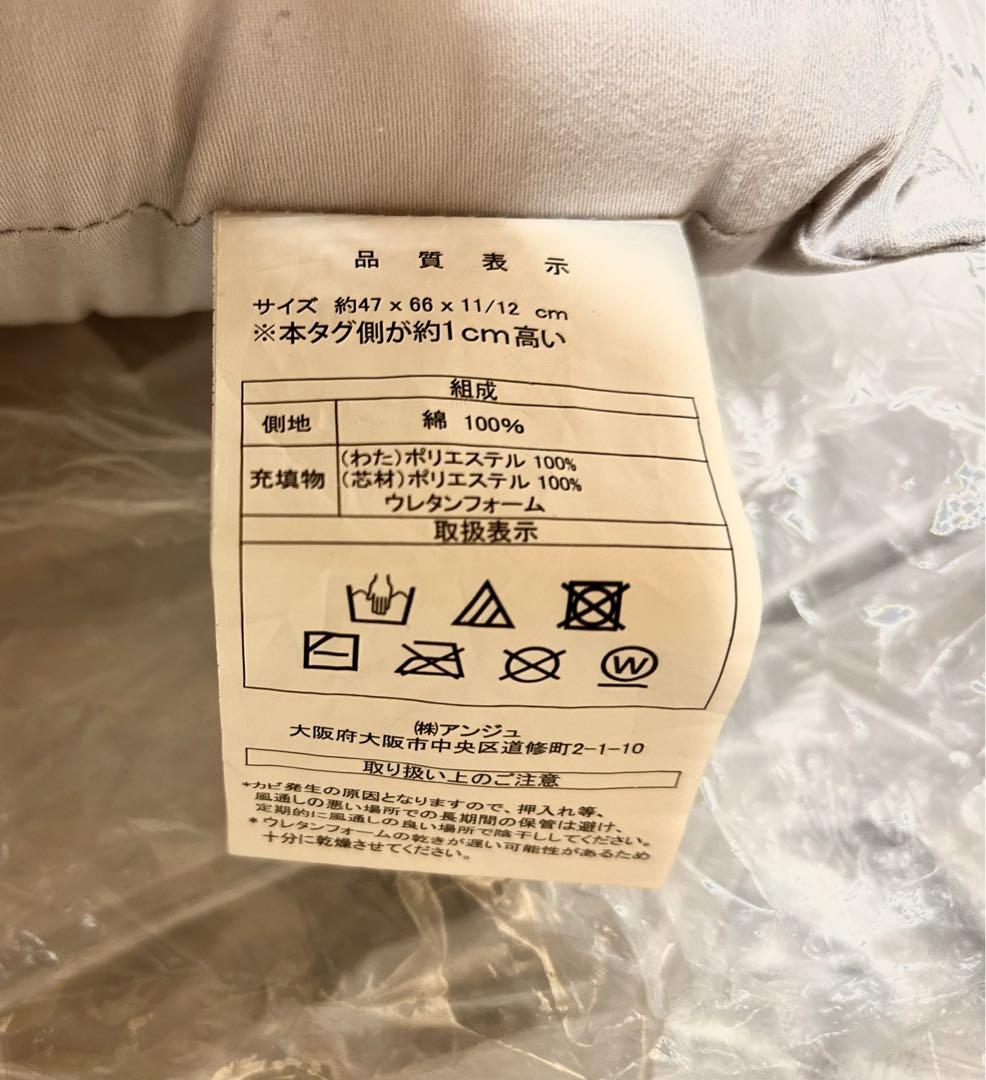 品質表示
サイズ 約47 x 66 x 11/12 cm
※本タグ側が約1cm高い
組成
側地 綿 100%
充填物 (わた)ポリエステル 100%
(芯材)ポリエステル 100%
ウレタンフォーム
取扱表示
W
㈱アンジュ
大阪府大阪市中央区道修町2-1-10
取り扱い上のご注意
*カビ発生の原因となりますので、押入れ等、
風通しの悪い場所での長期間の保管は避け、
定期的に風通しの良い場所で陰干ししてください。
*ウレタンフォームの乾きが遅い可能性があるため
十分に乾燥させてください。